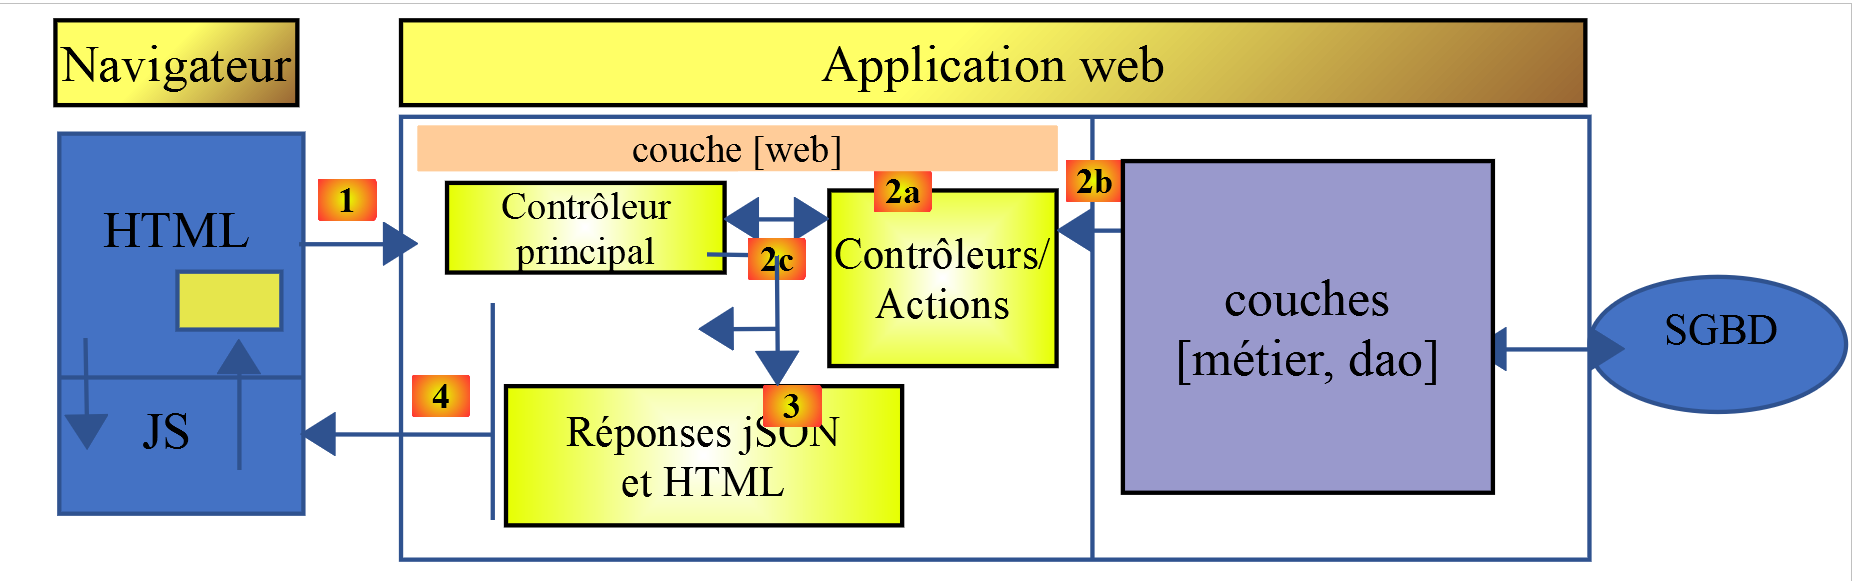 Navigateur
Application web
couche [web]
HTML
JS
1
Contrôleur
principal
2a
2b
2c
Contrôleurs/
Actions
couches
[métier, dao]
SGBD
4
3
Réponses jSON
et HTML